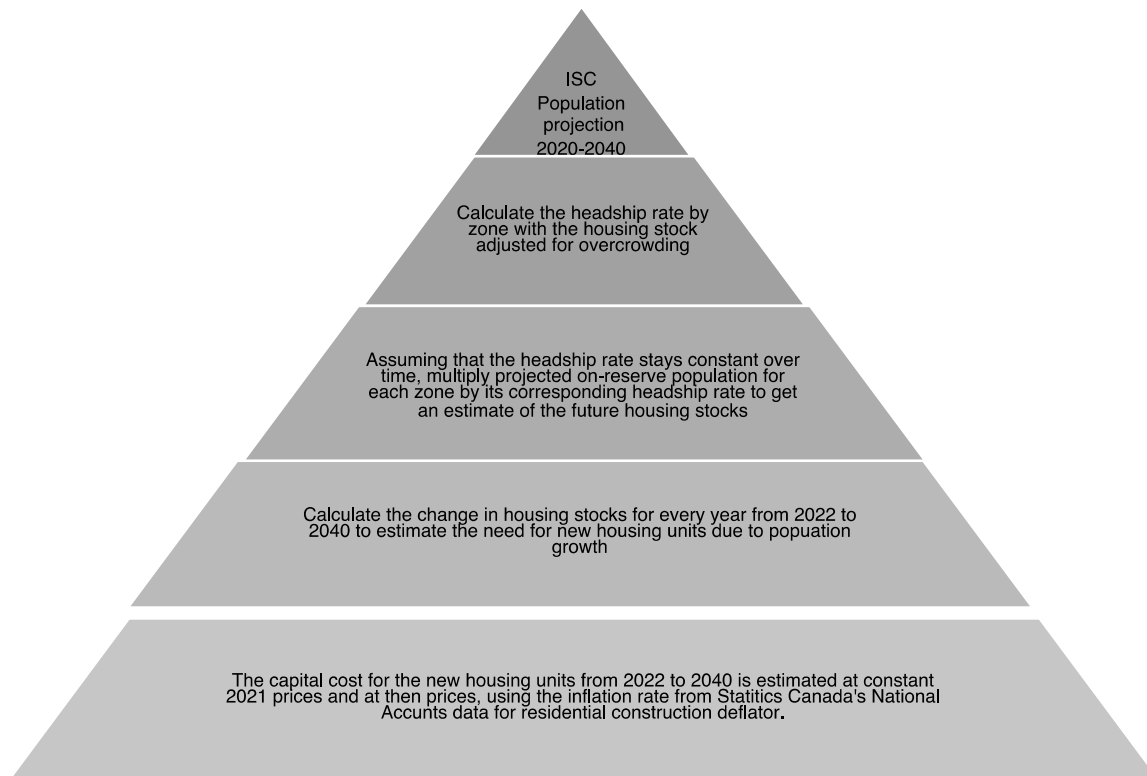 ISC
Population
projection
2020-2040
Calculate the headship rate by
zone with the housing stock
adjusted for overcrowding
Assuming that the headship rate stays constant over
time, multiply projected on-reserve population for
each zone by its corresponding headship rate to get
an estimate of the future housing stocks
Calculate the change in housing stocks for every year from 2022 to
2040 to estimate the need for new housing units due to popuation
growth
The capital cost for the new housing units from 2022 to 2040 is estimated at constant
2021 prices and at then prices, using the inflation rate from Statitics Canada's National
Accunts data for residential construction deflator.